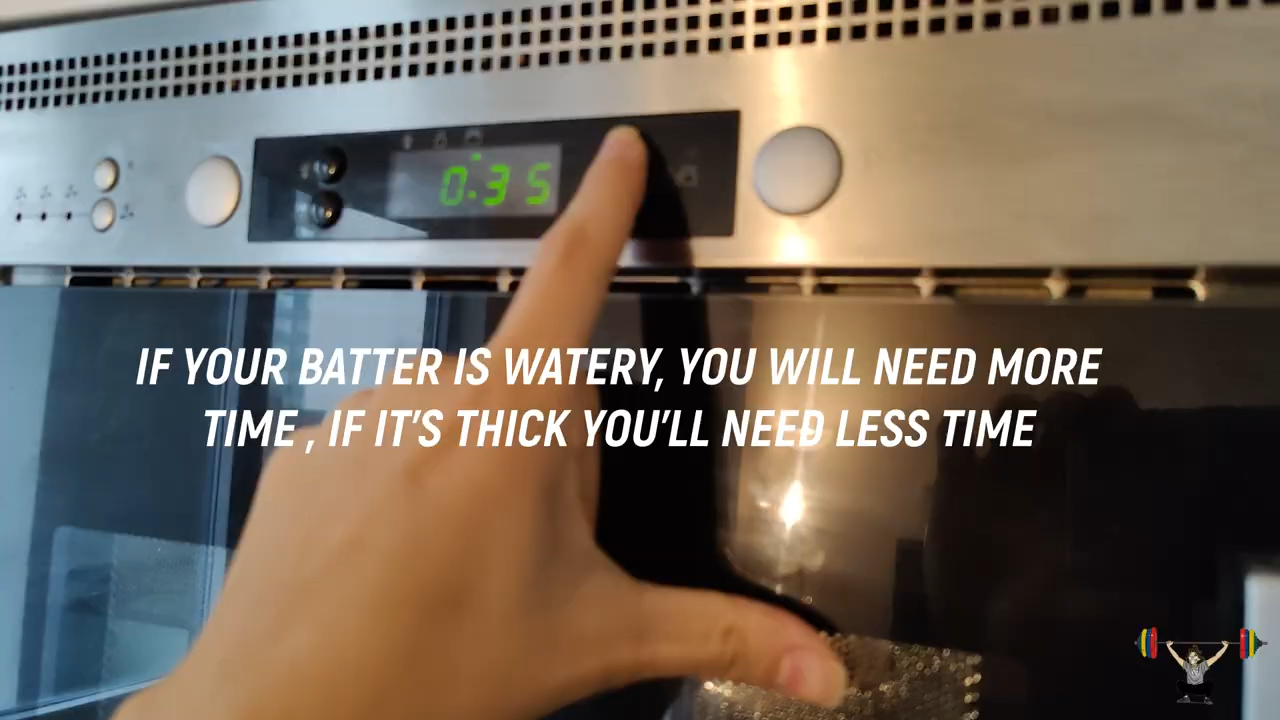 0:35
IF YOUR BATTER IS WATERY, YOU WILL NEED MORE
TIME , IF IT'S THICK YOU'LL NEED LESS TIME